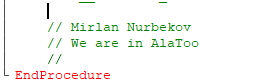 // Mirlan Nurbekov
// We are in AlaToo
//
EndProcedure